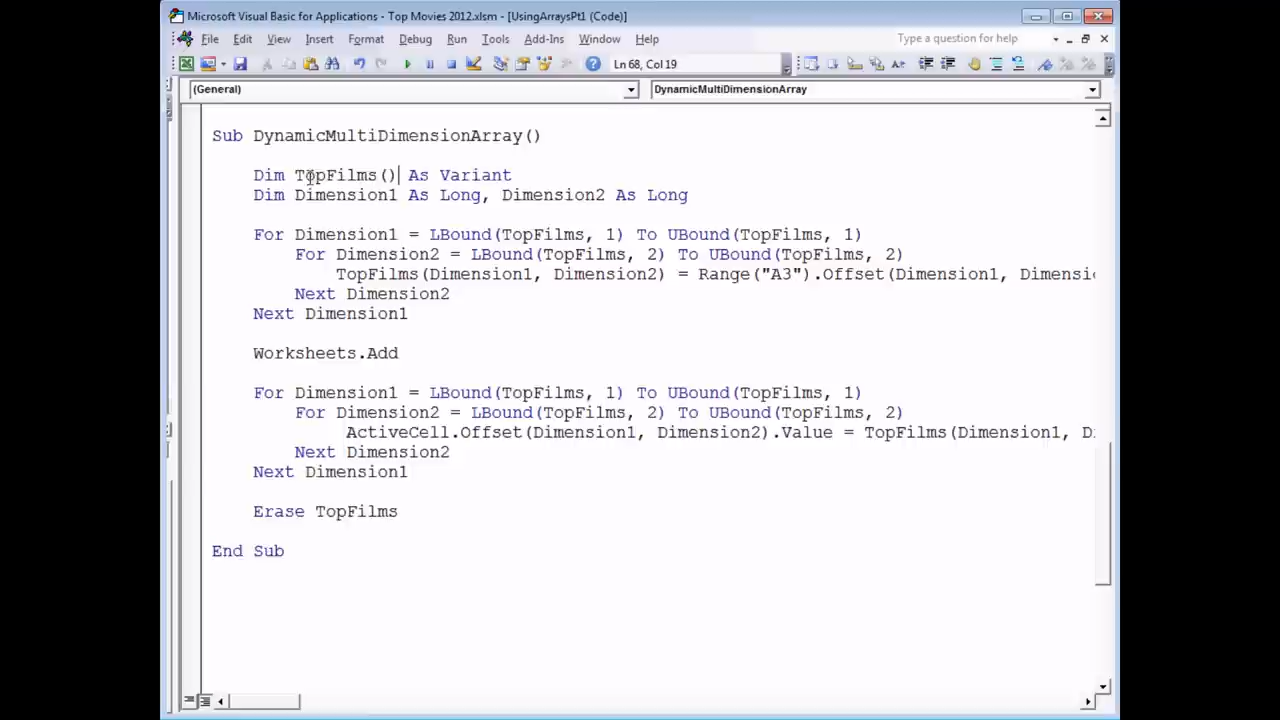 Microsoft Visual Basic for Applications - Top Movies 2012.xlsm - [UsingArraysPt1 (Code)]
File Edit View Insert Format Debug Run Tools Add-Ins Window Help Type a question for help
Ln 68, Col 19
(General) DynamicMultiDimensionArray
Sub DynamicMultiDimensionArray()
Dim TopFilms() As Variant
Dim Dimension1 As Long, Dimension2 As Long
For Dimension1 = LBound(TopFilms, 1) To UBound(TopFilms, 1)
For Dimension2 = LBound(TopFilms, 2) To UBound(TopFilms, 2)
TopFilms(Dimension1, Dimension2) = Range("A3").Offset(Dimension1, Dimensic
Next Dimension2
Next Dimension1
Worksheets.Add
For Dimension1 = LBound(TopFilms, 1) To UBound(TopFilms, 1)
For Dimension2 = LBound(TopFilms, 2) To UBound(TopFilms, 2)
ActiveCell.Offset(Dimension1, Dimension2).Value = TopFilms(Dimension1, D
Next Dimension2
Next Dimension1
Erase TopFilms
End Sub